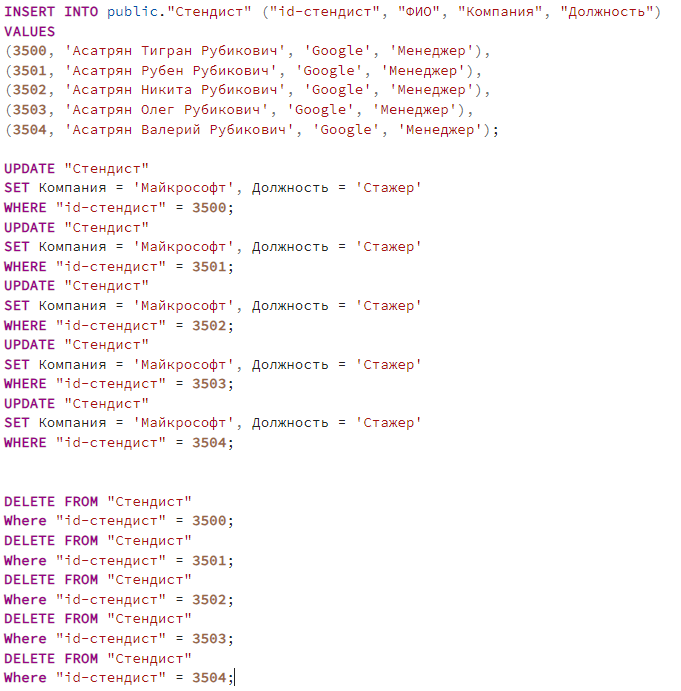 INSERT INTO public."Стендист" ("id-стендист", "ФИО", "Компания", "Должность")
VALUES
(3500, 'Асатрян Тигран Рубикович', 'Google', 'Менеджер'),
(3501, 'Асатрян Рубен Рубикович', 'Google', 'Менеджер'),
(3502, 'Асатрян Никита Рубикович', 'Google', 'Менеджер'),
(3503, 'Асатрян Олег Рубикович', 'Google', 'Менеджер'),
(3504, 'Асатрян Валерий Рубикович', 'Google', 'Менеджер');
UPDATE "Стендист"
SET Компания = 'Майкрософт', Должность = 'Стажер'
WHERE "id-стендист" = 3500;
UPDATE "Стендист"
SET Компания = 'Майкрософт', Должность = 'Стажер'
WHERE "id-стендист" = 3501;
UPDATE "Стендист"
SET Компания = 'Майкрософт', Должность = 'Стажер'
WHERE "id-стендист" = 3502;
UPDATE "Стендист"
SET Компания = 'Майкрософт', Должность = 'Стажер'
WHERE "id-стендист" = 3503;
UPDATE "Стендист"
SET Компания = 'Майкрософт', Должность = 'Стажер'
WHERE "id-стендист" = 3504;
DELETE FROM "Стендист"
Where "id-стендист" = 3500;
DELETE FROM "Стендист"
Where "id-стендист" = 3501;
DELETE FROM "Стендист"
Where "id-стендист" = 3502;
DELETE FROM "Стендист"
Where "id-стендист" = 3503;
DELETE FROM "Стендист"
Where "id-стендист" = 3504;